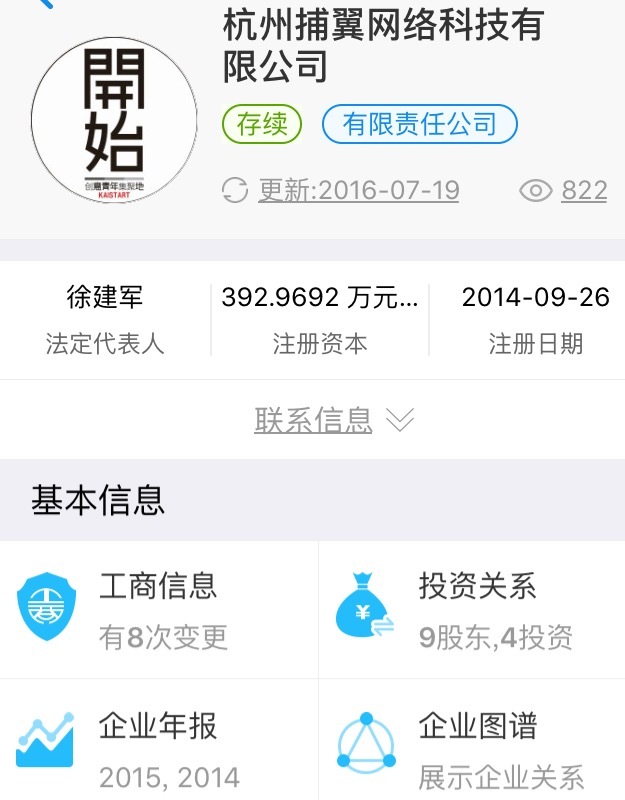 杭州捕翼网络科技有
限公司
開始
创意青年集聚地
KAISTART
存续
有限责任公司
更新:2016-07-19
822
徐建军
392.9692 万元...
2014-09-26
法定代表人
注册资本
注册日期
联系信息
基本信息
工商信息
投资关系
有8次变更
9股东,4投资
企业年报
企业图谱
2015, 2014
展示企业关系